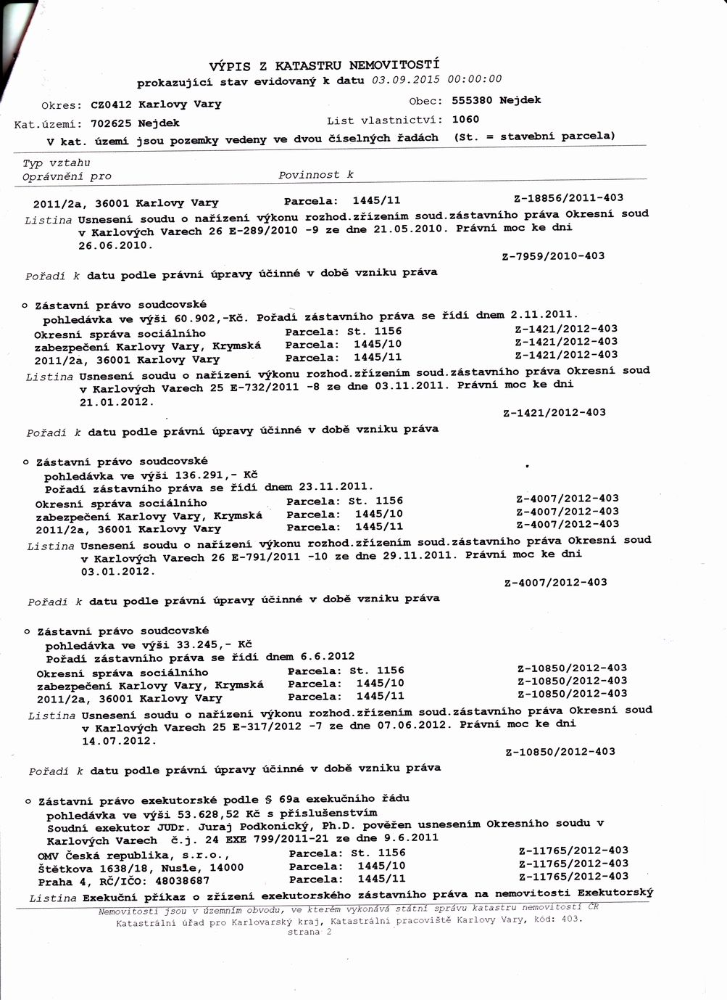 VÝPIS Z KATASTRU NEMOVITOSTÍ
prokazující stav evidovaný k datu 03.09.2015 00:00:00
Okres: CZ0412 Karlovy Vary Obec: 555380 Nejdek
Kat.území: 702625 Nejdek List vlastnictví: 1060
V kat. území jsou pozemky vedeny ve dvou číselných řadách (St. = stavební parcela)
Typ vztahu
Oprávnění pro Povinnost k
2011/2a, 36001 Karlovy Vary Parcela: 1445/11 Z-18856/2011-403
Listina Usnesení soudu o nařízení výkonu rozhod.zřízením soud.zástavního práva Okresní soud
v Karlových Varech 26 E-289/2010 -9 ze dne 21.05.2010. Právní moc ke dni
26.06.2010.
Z-7959/2010-403
Pořadí k datu podle právní úpravy účinné v době vzniku práva
o Zástavní právo soudcovské
pohledávka ve výši 60.902,-Kč. Pořadí zástavního práva se řídí dnem 2.11.2011.
Okresní správa sociálního Parcela: St. 1156 Z-1421/2012-403
zabezpečení Karlovy Vary, Krymská Parcela: 1445/10 Z-1421/2012-403
2011/2a, 36001 Karlovy Vary Parcela: 1445/11 Z-1421/2012-403
Listina Usnesení soudu o nařízení výkonu rozhod.zřízením soud.zástavního práva Okresní soud
v Karlových Varech 25 E-732/2011 -8 ze dne 03.11.2011. Právní moc ke dni
21.01.2012.
Z-1421/2012-403
Pořadí k datu podle právní úpravy účinné v době vzniku práva
o Zástavní právo soudcovské
pohledávka ve výši 136.291,- Kč
Pořadí zástavního práva se řídí dnem 23.11.2011.
Okresní správa sociálního Parcela: St. 1156 Z-4007/2012-403
zabezpečení Karlovy Vary, Krymská Parcela: 1445/10 Z-4007/2012-403
2011/2a, 36001 Karlovy Vary Parcela: 1445/11 Z-4007/2012-403
Listina Usnesení soudu o nařízení výkonu rozhod.zřízením soud.zástavního práva Okresní soud
v Karlových Varech 26 E-791/2011 -10 ze dne 29.11.2011. Právní moc ke dni
03.01.2012.
Z-4007/2012-403
Pořadí k datu podle právní úpravy účinné v době vzniku práva
o Zástavní právo soudcovské
pohledávka ve výši 33.245,- Kč
Pořadí zástavního práva se řídí dnem 6.6.2012
Okresní správa sociálního Parcela: St. 1156 Z-10850/2012-403
zabezpečení Karlovy Vary, Krymská Parcela: 1445/10 Z-10850/2012-403
2011/2a, 36001 Karlovy Vary Parcela: 1445/11 Z-10850/2012-403
Listina Usnesení soudu o nařízení výkonu rozhod.zřízením soud.zástavního práva Okresní soud
v Karlových Varech 25 E-317/2012 -7 ze dne 07.06.2012. Právní moc ke dni
14.07.2012.
Z-10850/2012-403
Pořadí k datu podle právní úpravy účinné v době vzniku práva
o Zástavní právo exekutorské podle § 69a exekučního řádu
pohledávka ve výši 53.628,52 Kč s příslušenstvím
Soudní exekutor JUDr. Juraj Podkonický, Ph.D. pověřen usnesením Okresního soudu v
Karlových Varech č.j. 24 EXE 799/2011-21 ze dne 9.6.2011
OMV Česká republika, s.r.o., Parcela: St. 1156 Z-11765/2012-403
Štětkova 1638/18, Nusle, 14000 Parcela: 1445/10 Z-11765/2012-403
Praha 4, RČ/IČO: 48038687 Parcela: 1445/11 Z-11765/2012-403
Listina Exekuční příkaz o zřízení exekutorského zástavního práva na nemovitosti Exekutorský
Nemovitosti jsou v územním obvodu, ve kterém vykonává státní správu katastru nemovitostí ČR
Katastrální úřad pro Karlovarský kraj, Katastrální pracoviště Karlovy Vary, kód: 403.
strana 2